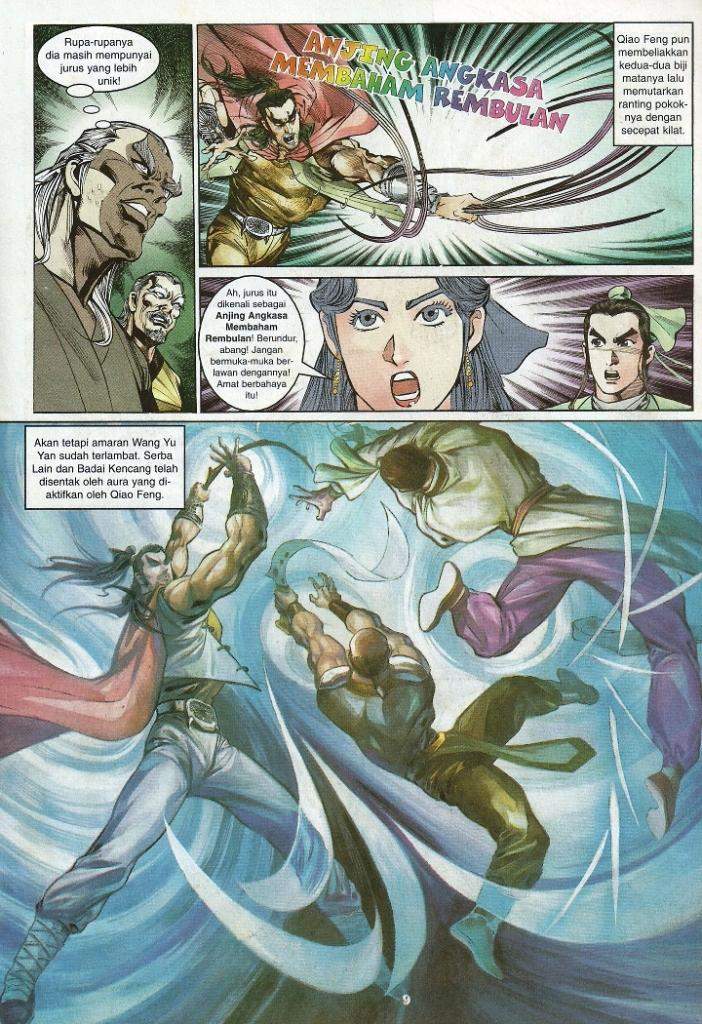 Rupa-rupanya
dia masih mempunyai
jurus yang lebih
unik!
ANJING ANGKASA
MEMBAHAM REMBULAN
Qiao Feng pun
membeliakkan
kedua-dua biji
matanya lalu
memutarkan
ranting pokok-
nya dengan
secepat kilat.
Ah, jurus itu
dikenali sebagai
Anjing Angkasa
Membaham
Rembulan! Berundur,
abang! Jangan
bermuka-muka ber-
lawan dengannya!
Amat berbahaya
itu!
Akan tetapi amaran Wang Yu
Yan sudah terlambat. Serba
Lain dan Badai Kencang telah
disentak oleh aura yang di-
aktifkan oleh Qiao Feng.
9